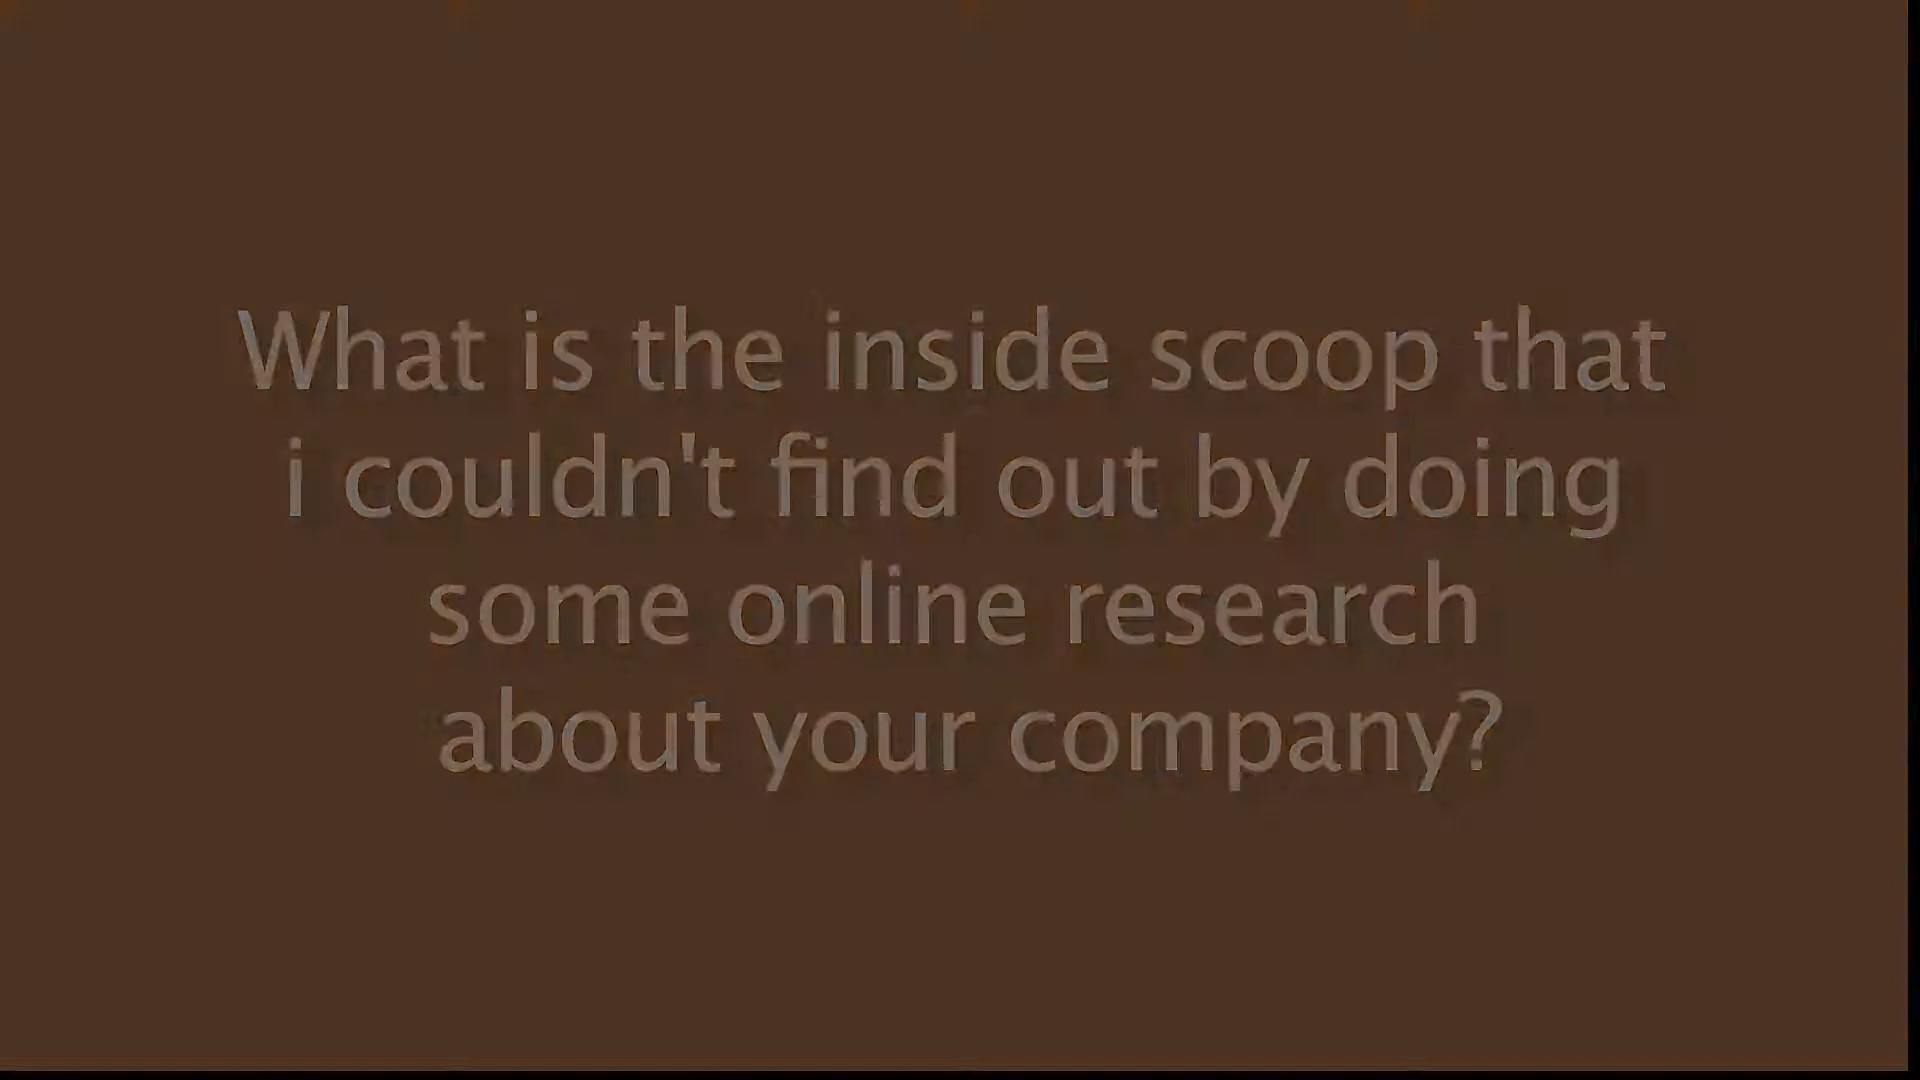 What is the inside scoop that
i couldn't find out by doing
some online research
about your company?